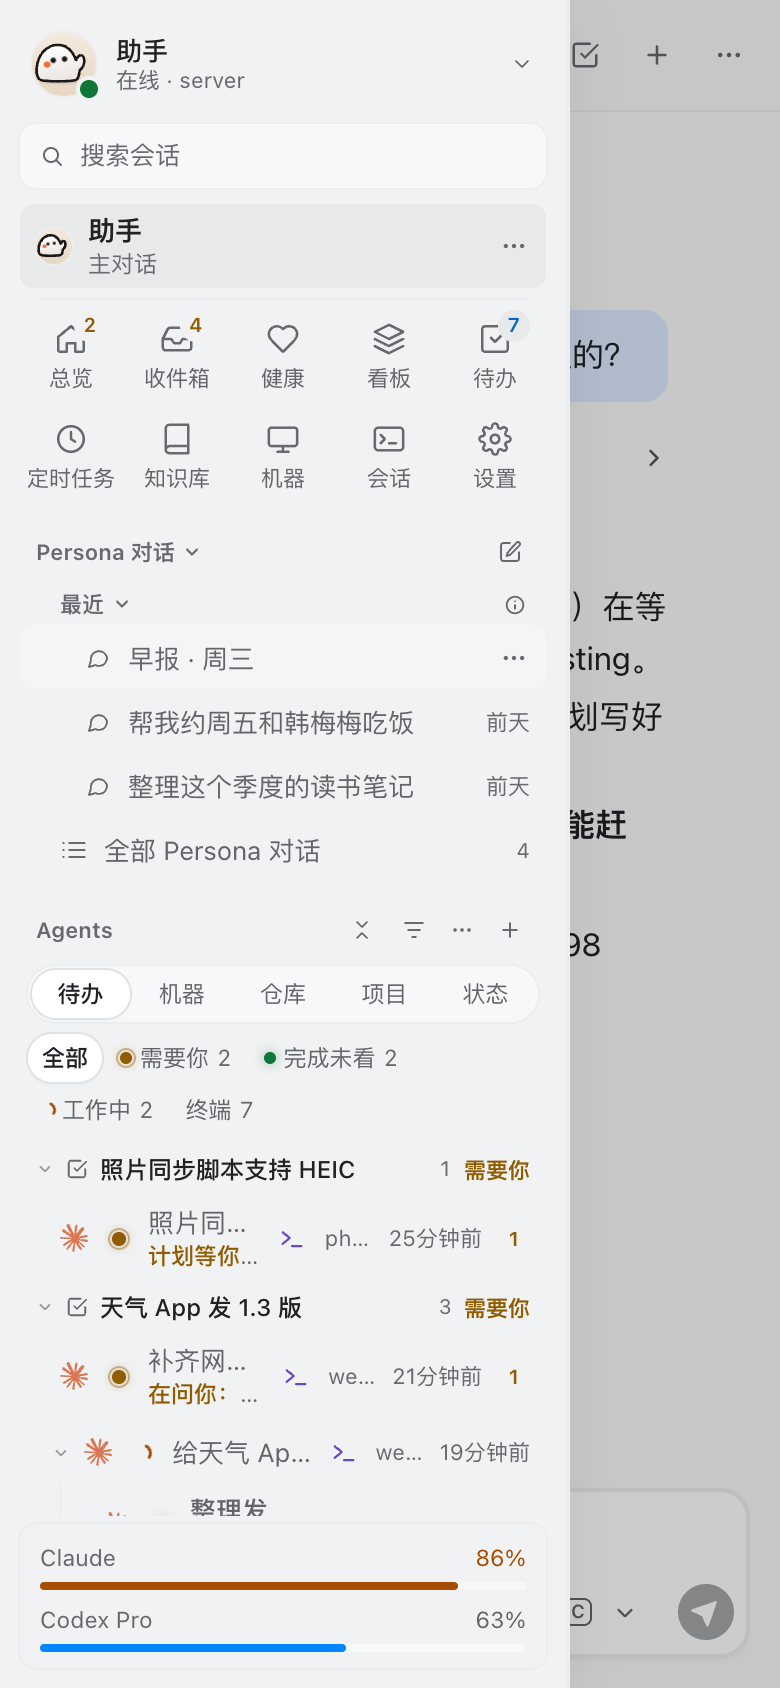 助手
在线 · server
搜索会话
助手
主对话
2 4 7
总览 收件箱 健康 看板 待办
定时任务 知识库 机器 会话 设置
Persona 对话
最近
早报 · 周三
帮我约周五和韩梅梅吃饭 前天
整理这个季度的读书笔记 前天
全部 Persona 对话 4
Agents
待办 机器 仓库 项目 状态
全部 需要你 2 完成未看 2
工作中 2 终端 7
照片同步脚本支持 HEIC 1 需要你
照片同... ph... 25分钟前 1
计划等你...
天气 App 发 1.3 版 3 需要你
补齐网... we... 21分钟前 1
在问你： ...
给天气 Ap... we... 19分钟前
整理发
Claude 86%
Codex Pro 63%
的?
）在等
sting。
划写好
能赶
98
C